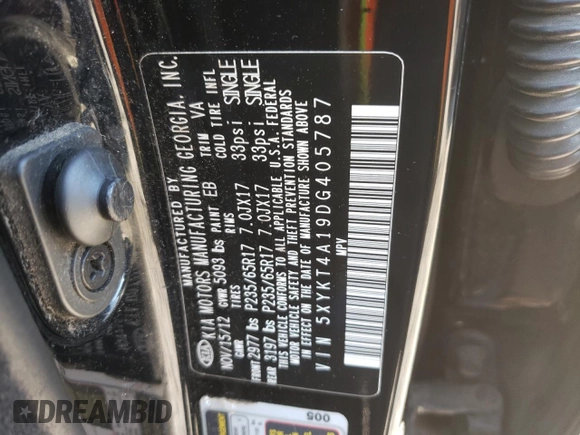 MANUFACTURED BY
KIA MOTORS MANUFACTURING GEORGIA, INC.
NOV/15/12 GVWR 5093 lbs PAINT EB TRIM VA
GAWR TIRES RIMS COLD TIRE INFL
FRONT 2977 lbs P235/65R17 7.0JX17 33psi SINGLE
REAR 3197 lbs P235/65R17 7.0JX17 33psi SINGLE
THIS VEHICLE CONFORMS TO ALL APPLICABLE U.S.A. FEDERAL
MOTOR VEHICLE SAFETY AND THEFT PREVENTION STANDARDS
IN EFFECT ON THE DATE OF MANUFACTURE SHOWN ABOVE
VIN 5XYKT4A19DG405787
MPV
005
DREAMBID